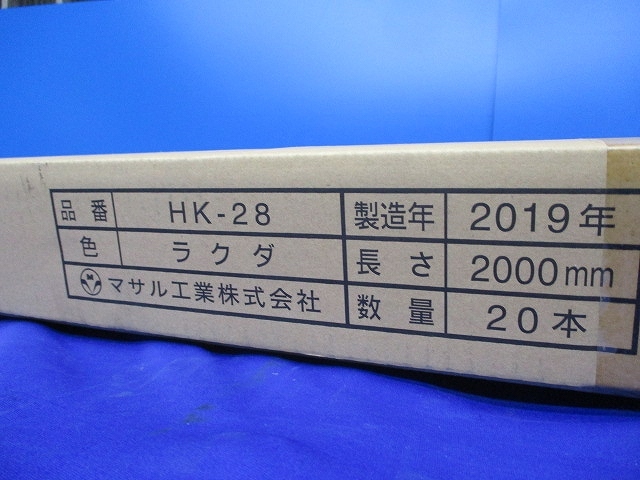 品番 HK-28 製造年 2019年
色 ラクダ 長さ 2000mm
マサル工業株式会社 数量 20本